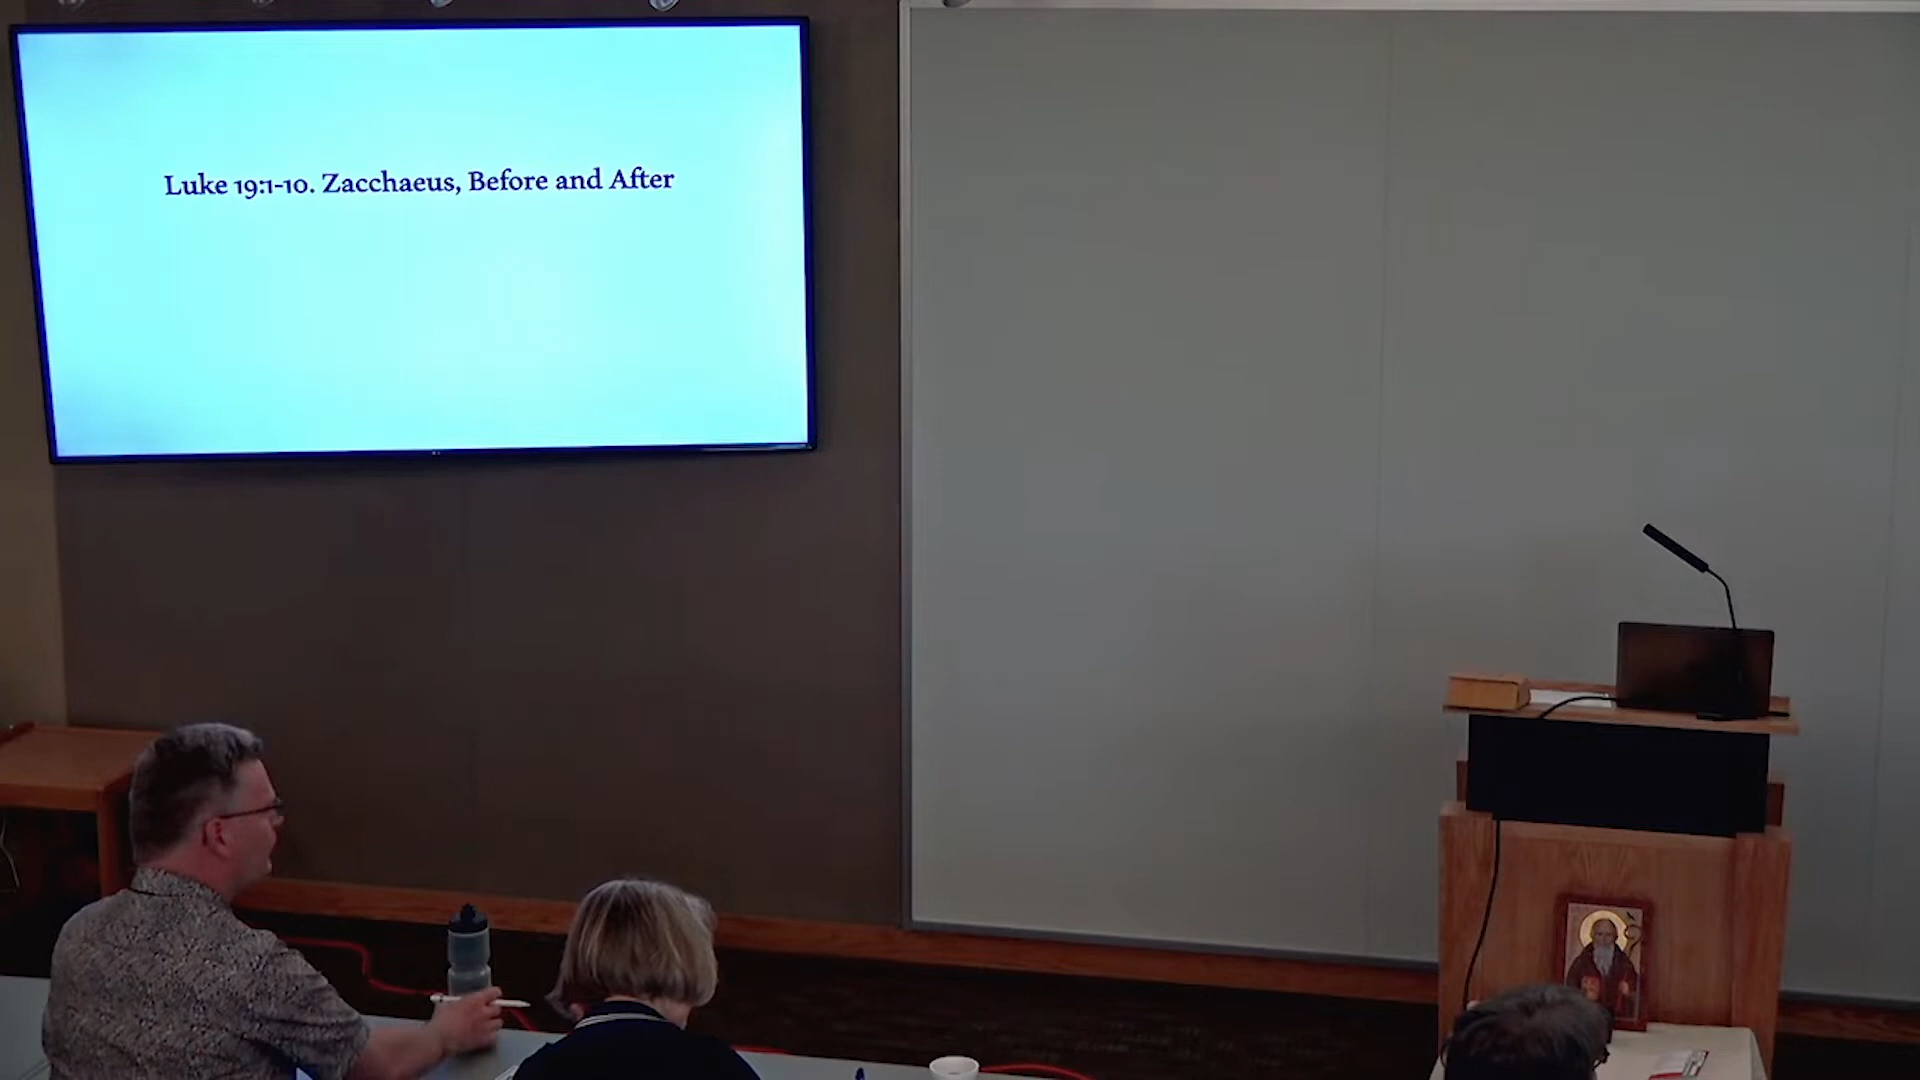 Luke 19:1-10. Zacchaeus, Before and After